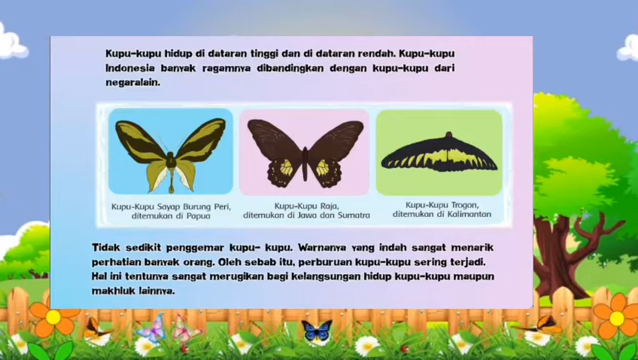 Kupu-kupu hidup di dataran tinggi dan di dataran rendah. Kupu-kupu
Indonesia banyak ragamnya dibandingkan dengan kupu-kupu dari
negaralain.
Kupu-Kupu Sayap Burung Peri,
ditemukan di Papua
Kupu-Kupu Raja,
ditemukan di Jawa dan Sumatra
Kupu-Kupu Trogon,
ditemukan di Kalimantan
Tidak sedikit penggemar kupu- kupu. Warnanya yang indah sangat menarik
perhatian banyak orang. Oleh sebab itu, perburuan kupu-kupu sering terjadi.
Hal ini tentunya sangat merugikan bagi kelangsungan hidup kupu-kupu maupun
makhluk lainnya.